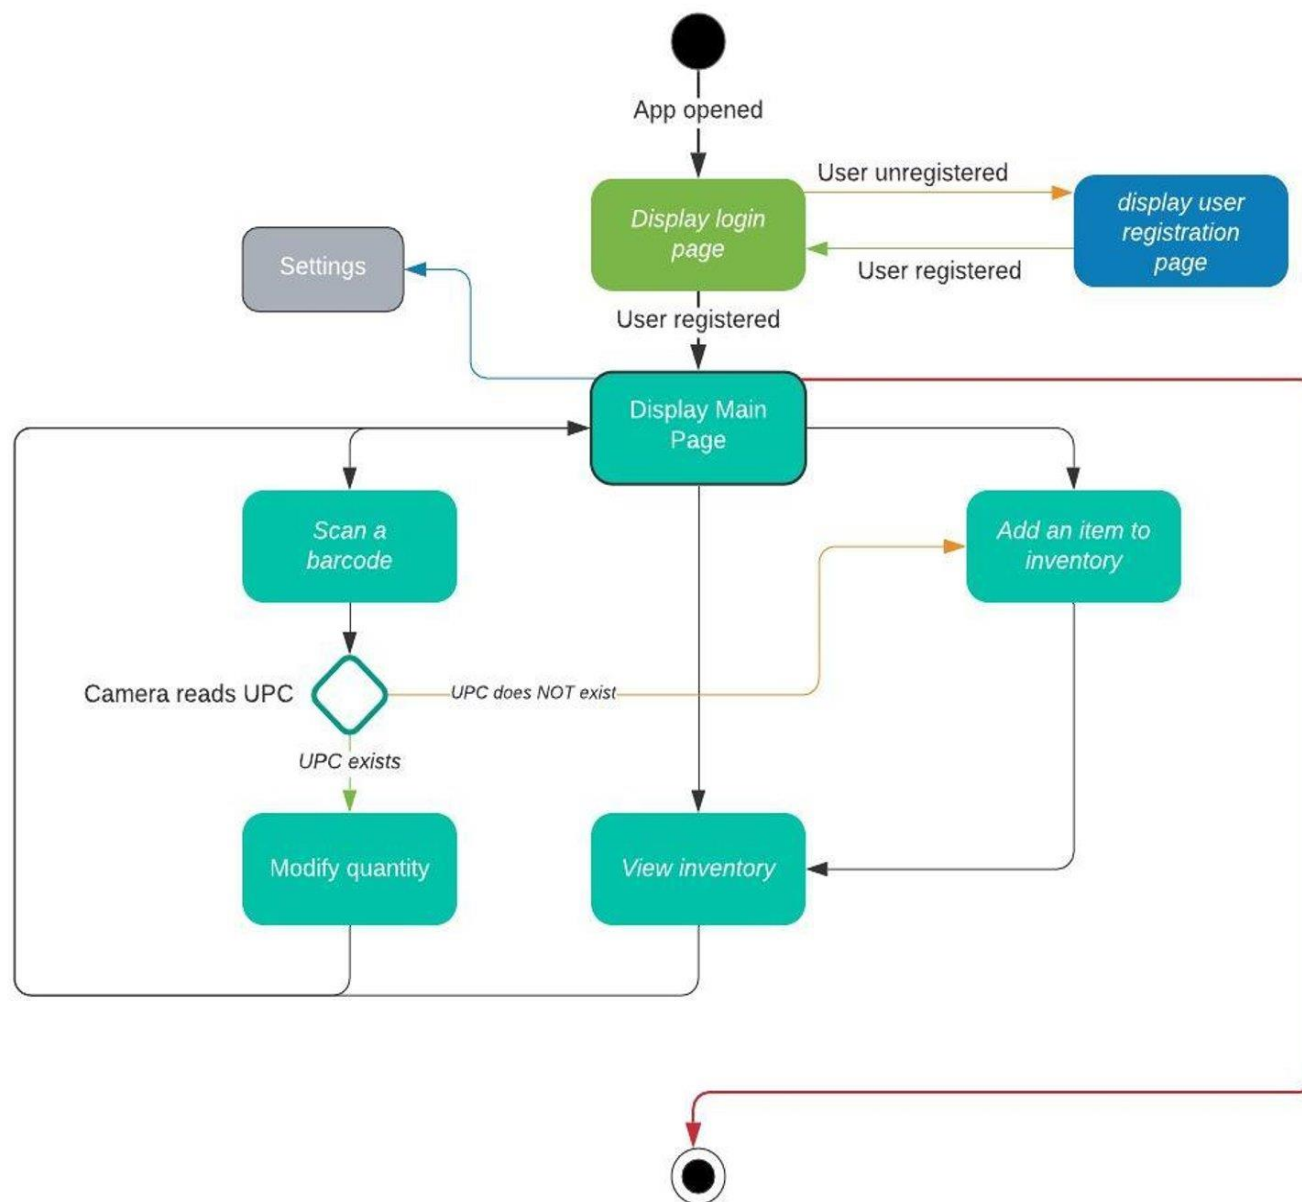 App opened
User unregistered
Display login
page
display user
registration
page
User registered
Settings
User registered
Display Main
Page
Scan a
barcode
Add an item to
inventory
Camera reads UPC
UPC does NOT exist
UPC exists
Modify quantity
View inventory